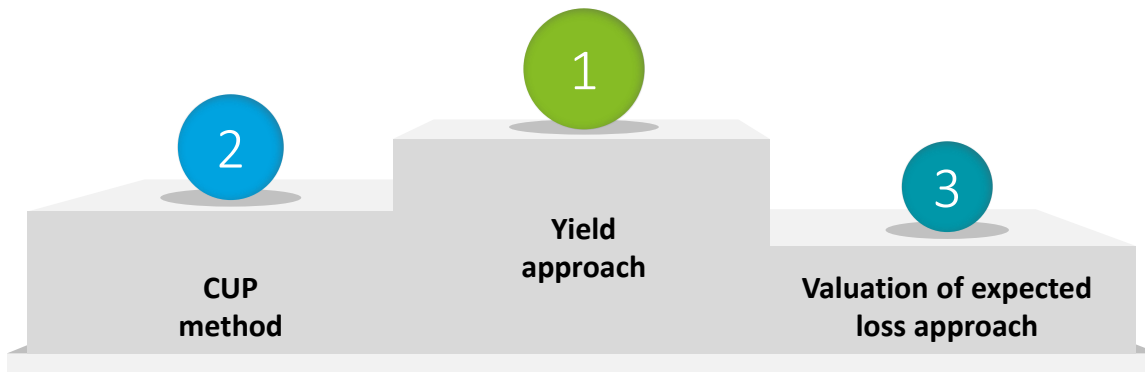 2
CUP
method
1
Yield
approach
3
Valuation of expected
loss approach